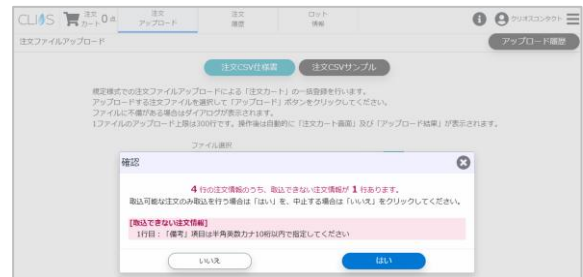 CLIOS
注文
カート 0 点
注文
アップロード
注文
履歴
ロット
情報
クリオスコンタクト
注文ファイルアップロード
アップロード履歴
注文CSV仕様書
注文CSVサンプル
規定様式での注文ファイルアップロードによる「注文カート」の一括登録を行います。
アップロードする注文ファイルを選択して「アップロード」ボタンをクリックしてください。
ファイルに不備がある場合はダイアログが表示されます。
1ファイルのアップロード上限は300行です。操作後は自動的に「注文カート画面」及び「アップロード結果」が表示されます。
ファイル選択
確認
4 行の注文情報のうち、取込できない注文情報が 1 行あります。
取込可能な注文のみ取込を行う場合は「はい」を、中止する場合は「いいえ」をクリックしてください。
[取込できない注文情報]
1行目：「備考」項目は半角英数カナ10桁以内で指定してください
いいえ
はい